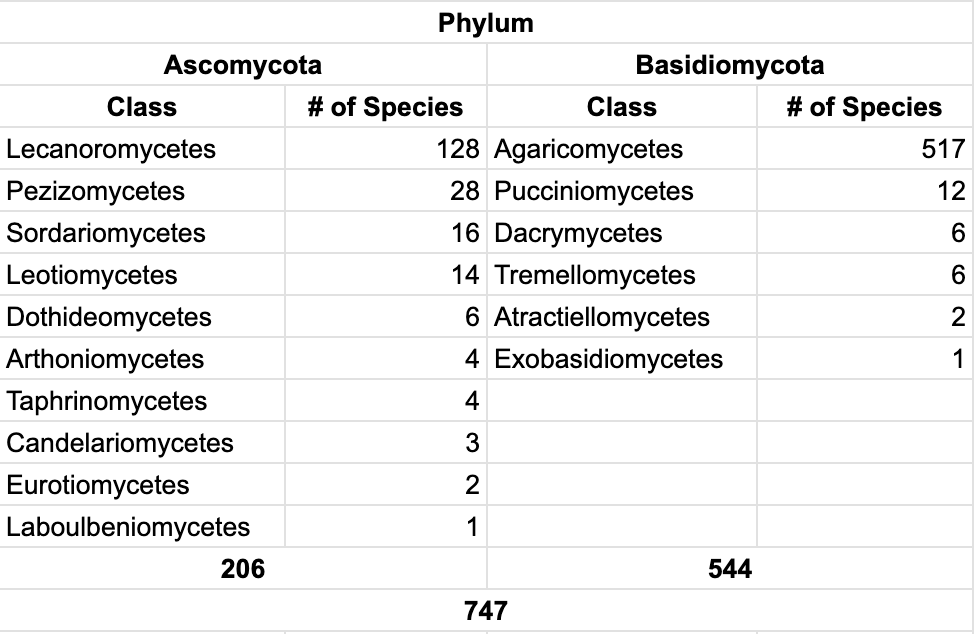 Phylum
Ascomycota Basidiomycota
Class # of Species Class # of Species
Lecanoromycetes 128 Agaricomycetes 517
Pezizomycetes 28 Pucciniomycetes 12
Sordariomycetes 16 Dacrymycetes 6
Leotiomycetes 14 Tremellomycetes 6
Dothideomycetes 6 Atractiellomycetes 2
Arthoniomycetes 4 Exobasidiomycetes 1
Taphrinomycetes 4
Candelariomycetes 3
Eurotiomycetes 2
Laboulbeniomycetes 1
206 544
747